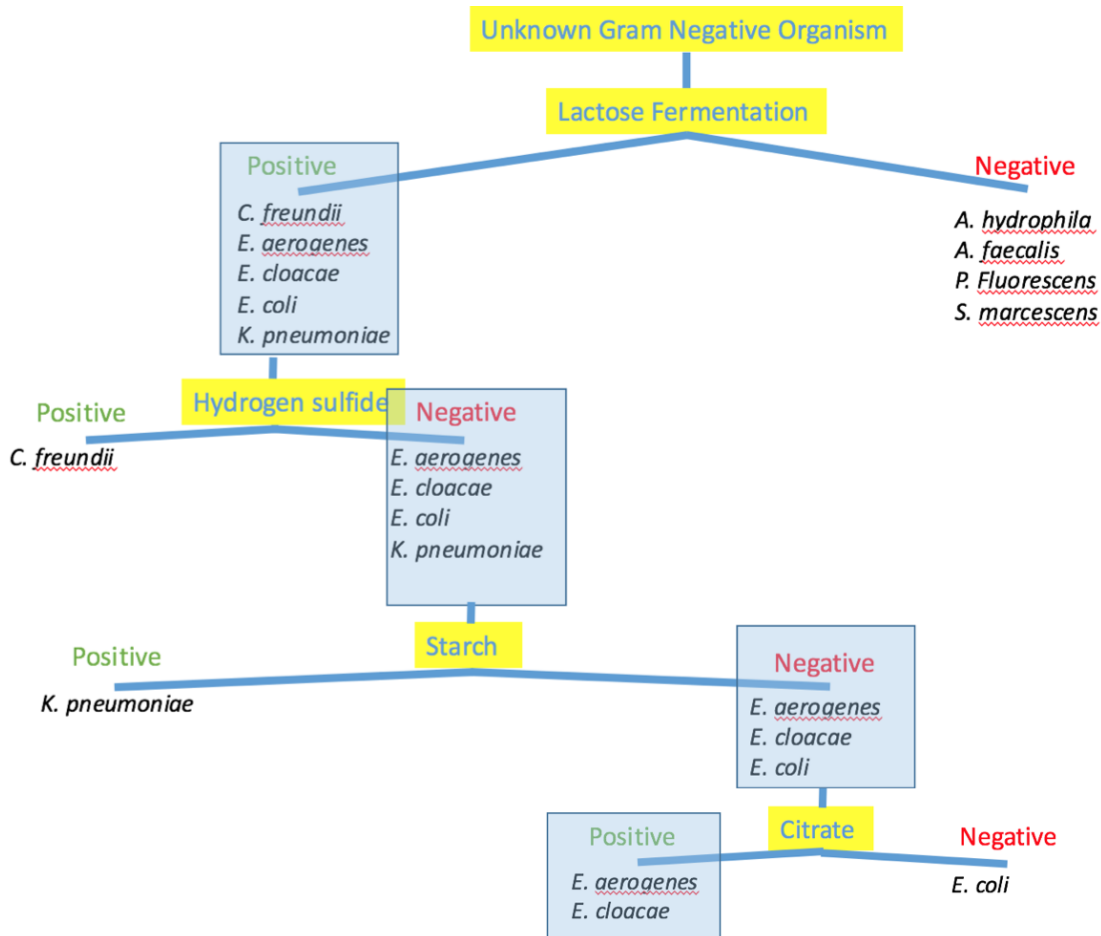 Unknown Gram Negative Organism
Lactose Fermentation
Positive
C. freundii
E. aerogenes
E. cloacae
E. coli
K. pneumoniae
Negative
A. hydrophila
A. faecalis
P. Fluorescens
S. marcescens
Hydrogen sulfide
Positive
C. freundii
Negative
E. aerogenes
E. cloacae
E. coli
K. pneumoniae
Starch
Positive
K. pneumoniae
Negative
E. aerogenes
E. cloacae
E. coli
Citrate
Positive
E. aerogenes
E. cloacae
Negative
E. coli